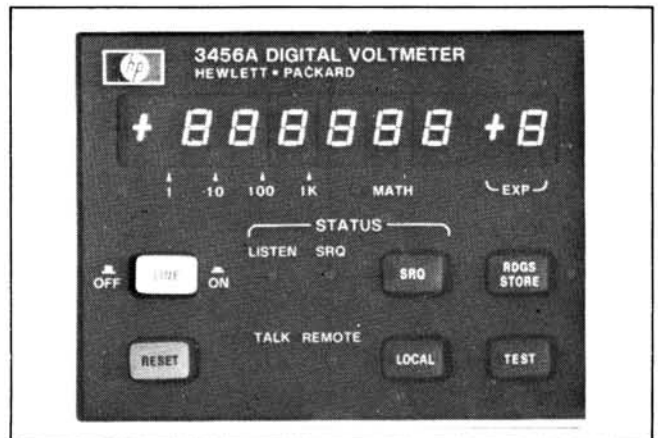 hp
3456A DIGITAL VOLTMETER
HEWLETT • PACKARD
+ 888888 +8
1 10 100 1K MATH EXP
STATUS
LISTEN SRQ
OFF LINE ON SRQ RDGS STORE
TALK REMOTE
RESET LOCAL TEST